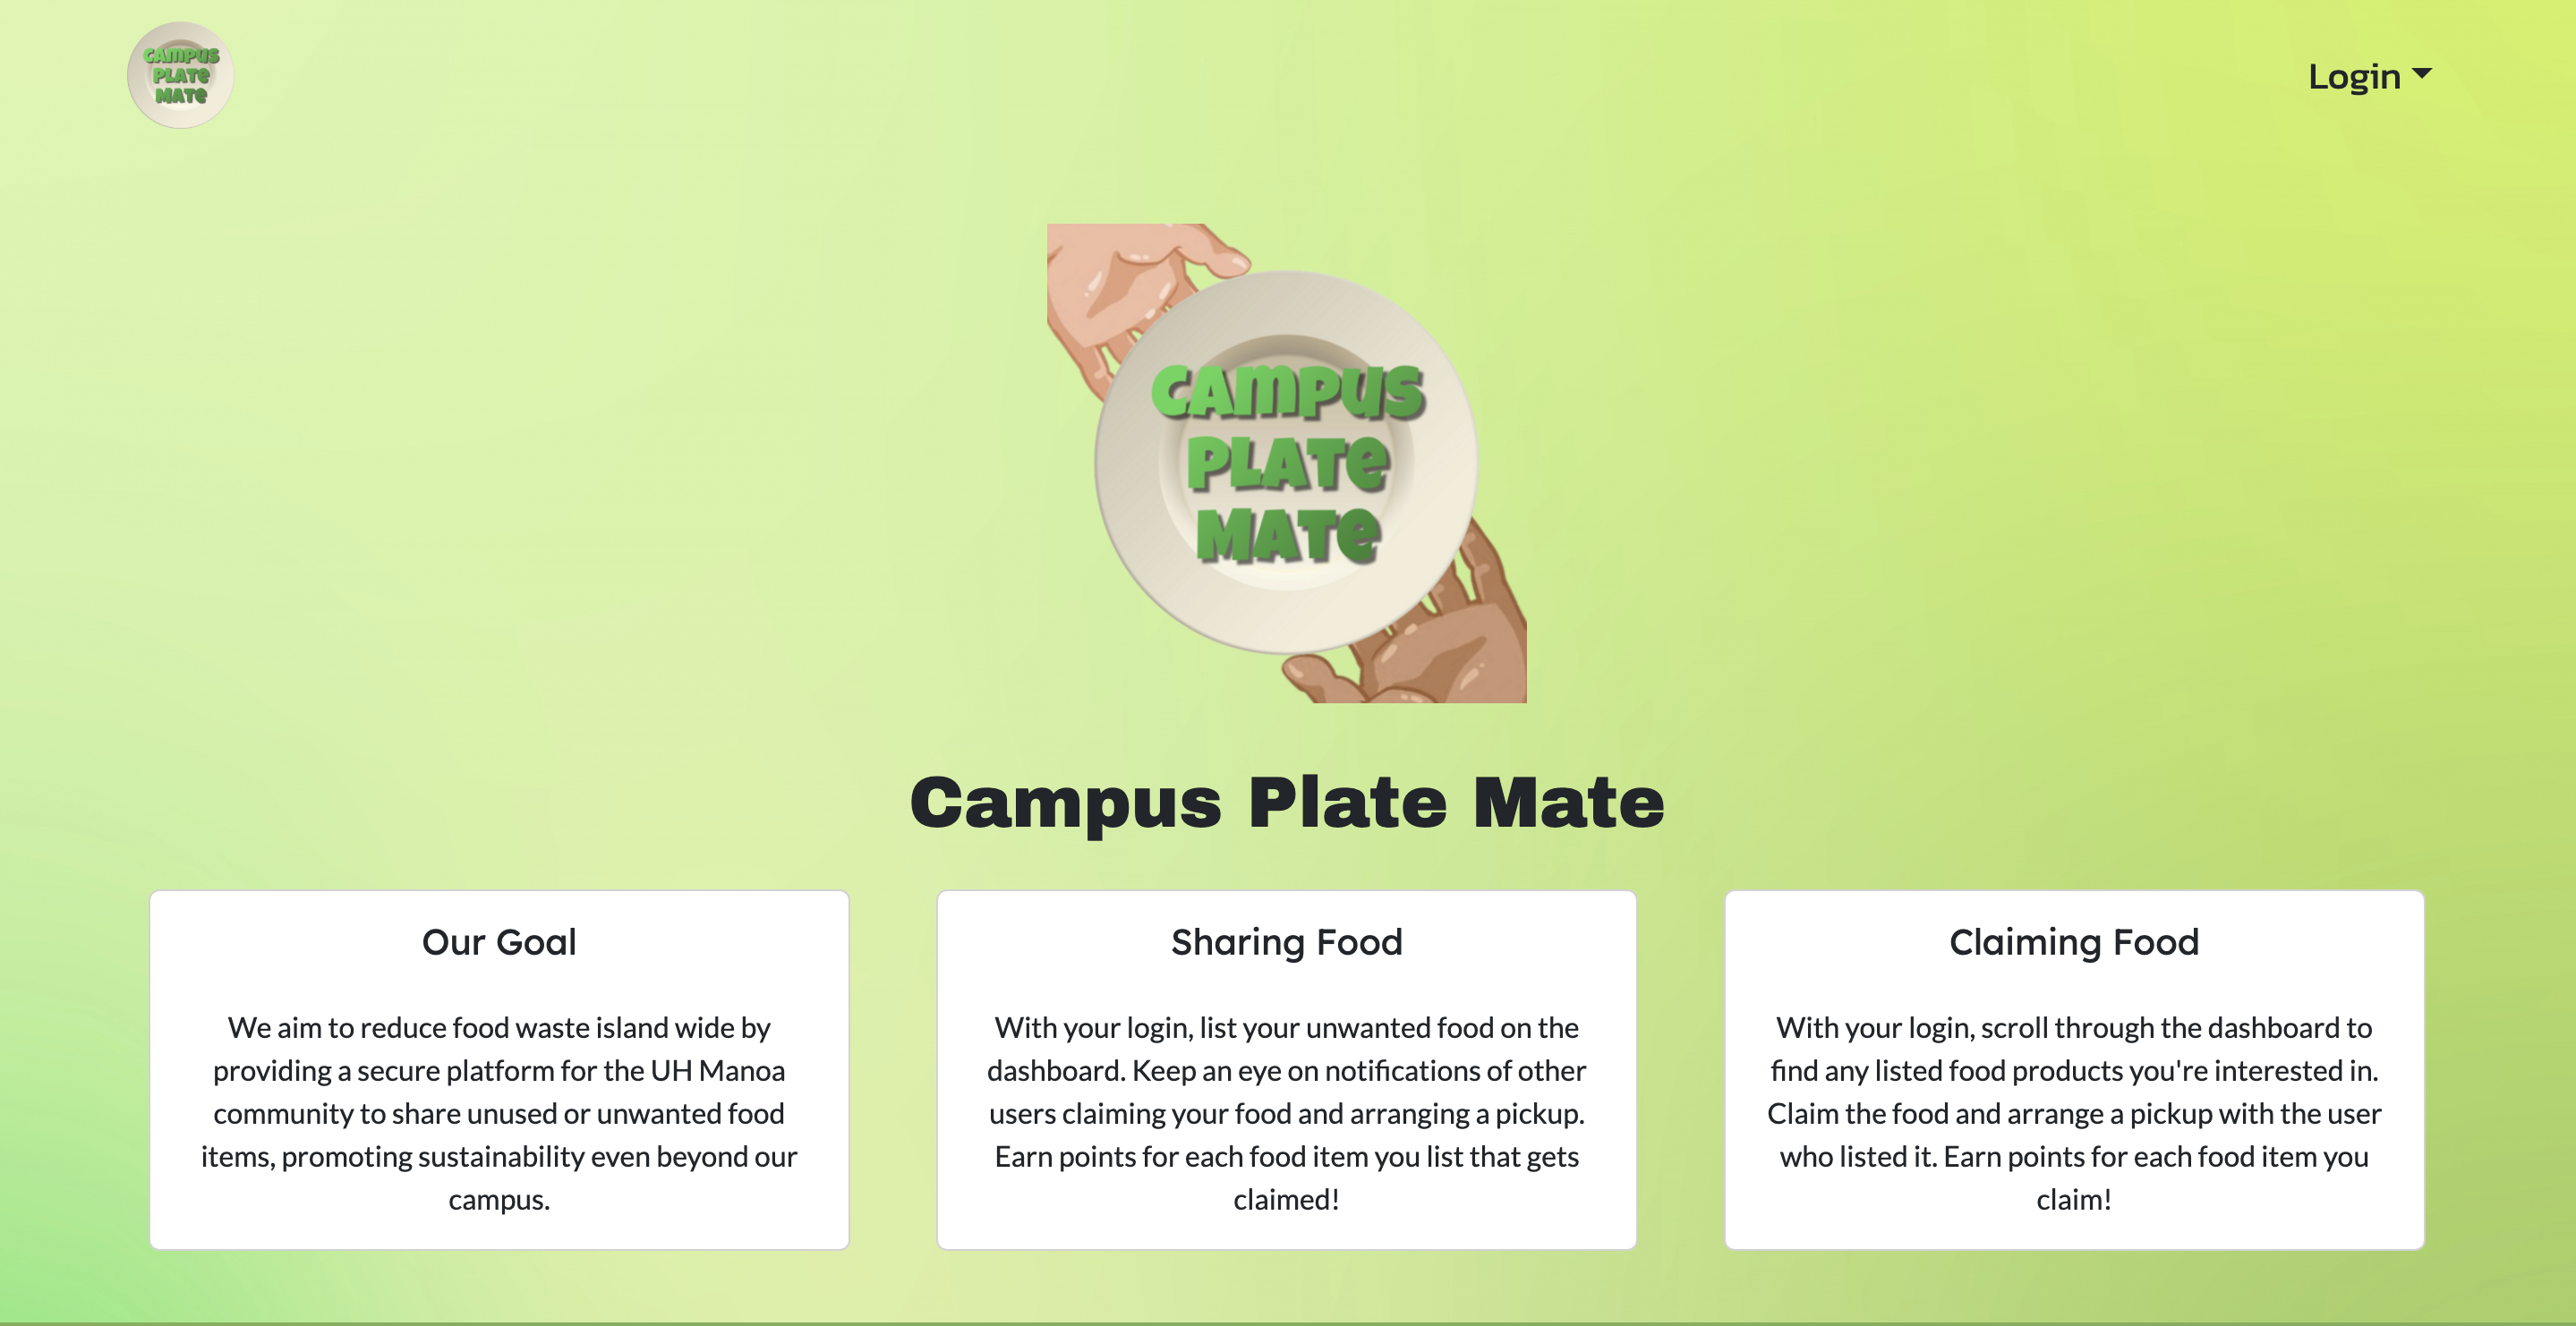 CAMPUS
PLATE
MATE
Login
CAMPUS
PLATE
MATE
Campus Plate Mate
Our Goal
We aim to reduce food waste island wide by
providing a secure platform for the UH Manoa
community to share unused or unwanted food
items, promoting sustainability even beyond our
campus.
Sharing Food
With your login, list your unwanted food on the
dashboard. Keep an eye on notifications of other
users claiming your food and arranging a pickup.
Earn points for each food item you list that gets
claimed!
Claiming Food
With your login, scroll through the dashboard to
find any listed food products you're interested in.
Claim the food and arrange a pickup with the user
who listed it. Earn points for each food item you
claim!